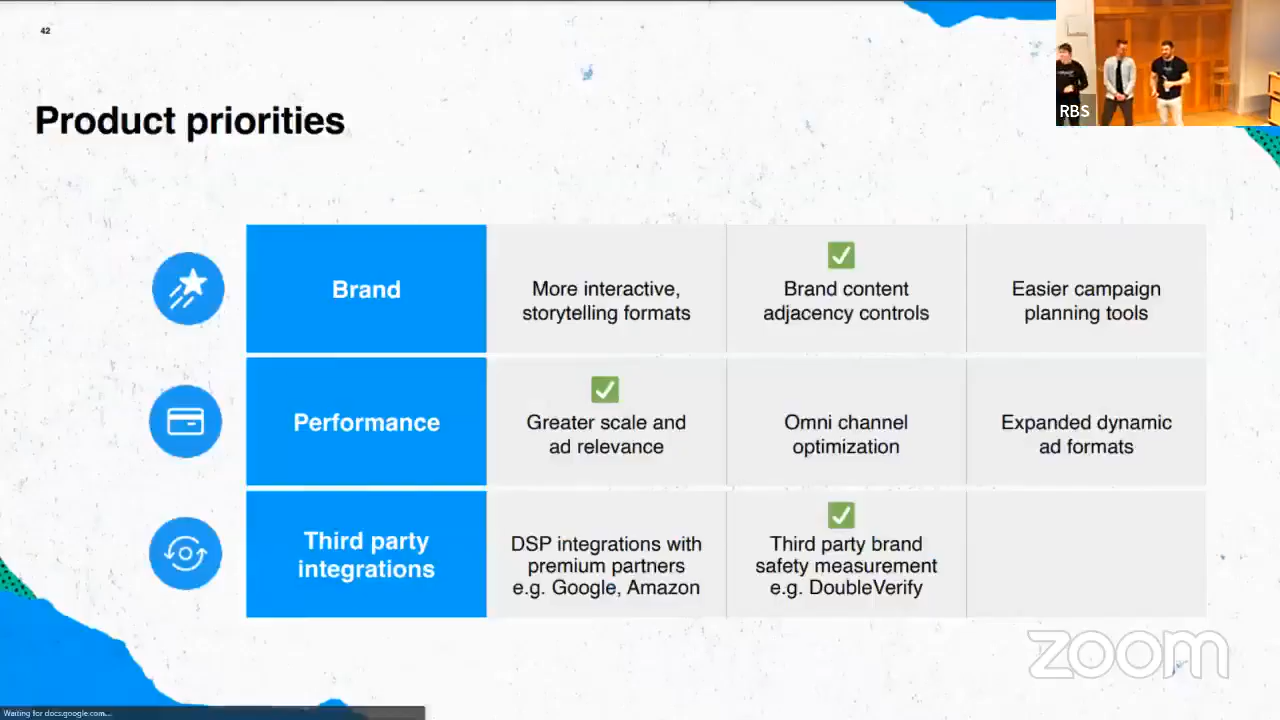 42
RBS
Product priorities
Brand
More interactive,
storytelling formats
Brand content
adjacency controls
Easier campaign
planning tools
Performance
Greater scale and
ad relevance
Omni channel
optimization
Expanded dynamic
ad formats
Third party
integrations
DSP integrations with
premium partners
e.g. Google, Amazon
Third party brand
safety measurement
e.g. DoubleVerify
zoom
Waiting for docs.google.com...